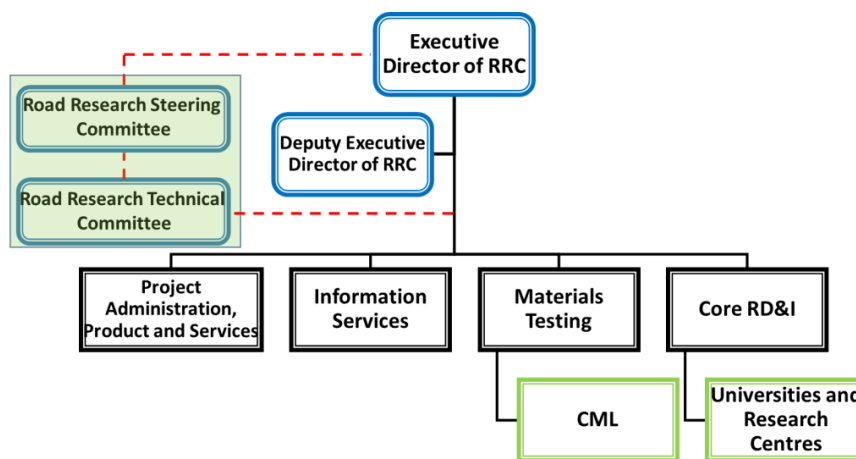 Executive
Director of RRC
Road Research Steering
Committee
Deputy Executive
Director of RRC
Road Research Technical
Committee
Project
Administration,
Product and Services
Information
Services
Materials
Testing
Core RD&I
CML
Universities and
Research
Centres